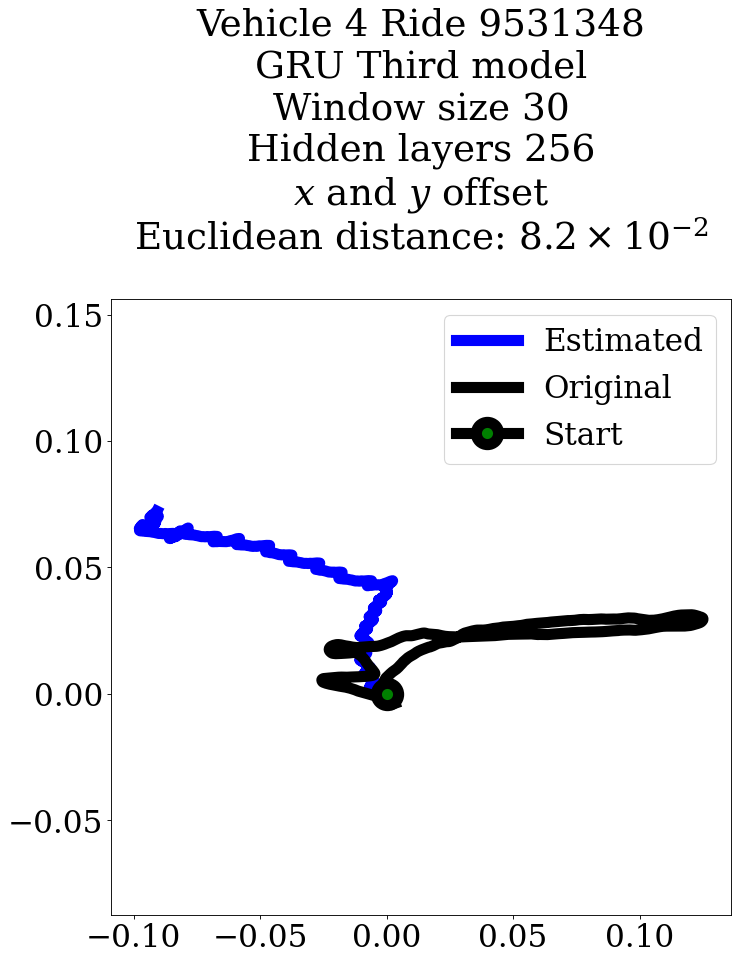 Vehicle 4 Ride 9531348
GRU Third model
Window size 30
Hidden layers 256
x and y offset
Euclidean distance: 8.2 × 10⁻²
Estimated
Original
Start
0.15
0.10
0.05
0.00
−0.05
−0.10 −0.05 0.00 0.05 0.10